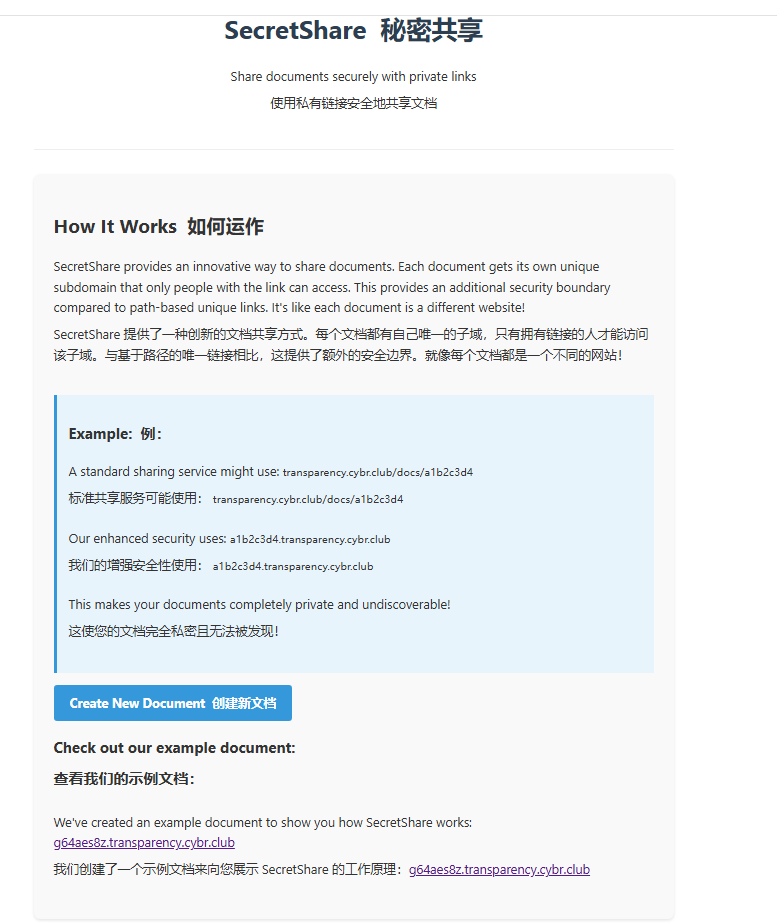 SecretShare 秘密共享
Share documents securely with private links
使用私有链接安全地共享文档
How It Works 如何运作
SecretShare provides an innovative way to share documents. Each document gets its own unique
subdomain that only people with the link can access. This provides an additional security boundary
compared to path-based unique links. It's like each document is a different website!
SecretShare 提供了一种创新的文档共享方式。每个文档都有自己唯一的子域，只有拥有链接的人才能访问
该子域。与基于路径的唯一链接相比，这提供了额外的安全边界。就像每个文档都是一个不同的网站！
Example: 例：
A standard sharing service might use: transparency.cybr.club/docs/a1b2c3d4
标准共享服务可能使用： transparency.cybr.club/docs/a1b2c3d4
Our enhanced security uses: a1b2c3d4.transparency.cybr.club
我们的增强安全性使用： a1b2c3d4.transparency.cybr.club
This makes your documents completely private and undiscoverable!
这使您的文档完全私密且无法被发现！
Create New Document 创建新文档
Check out our example document:
查看我们的示例文档：
We've created an example document to show you how SecretShare works:
g64aes8z.transparency.cybr.club
我们创建了一个示例文档来向您展示 SecretShare 的工作原理：g64aes8z.transparency.cybr.club